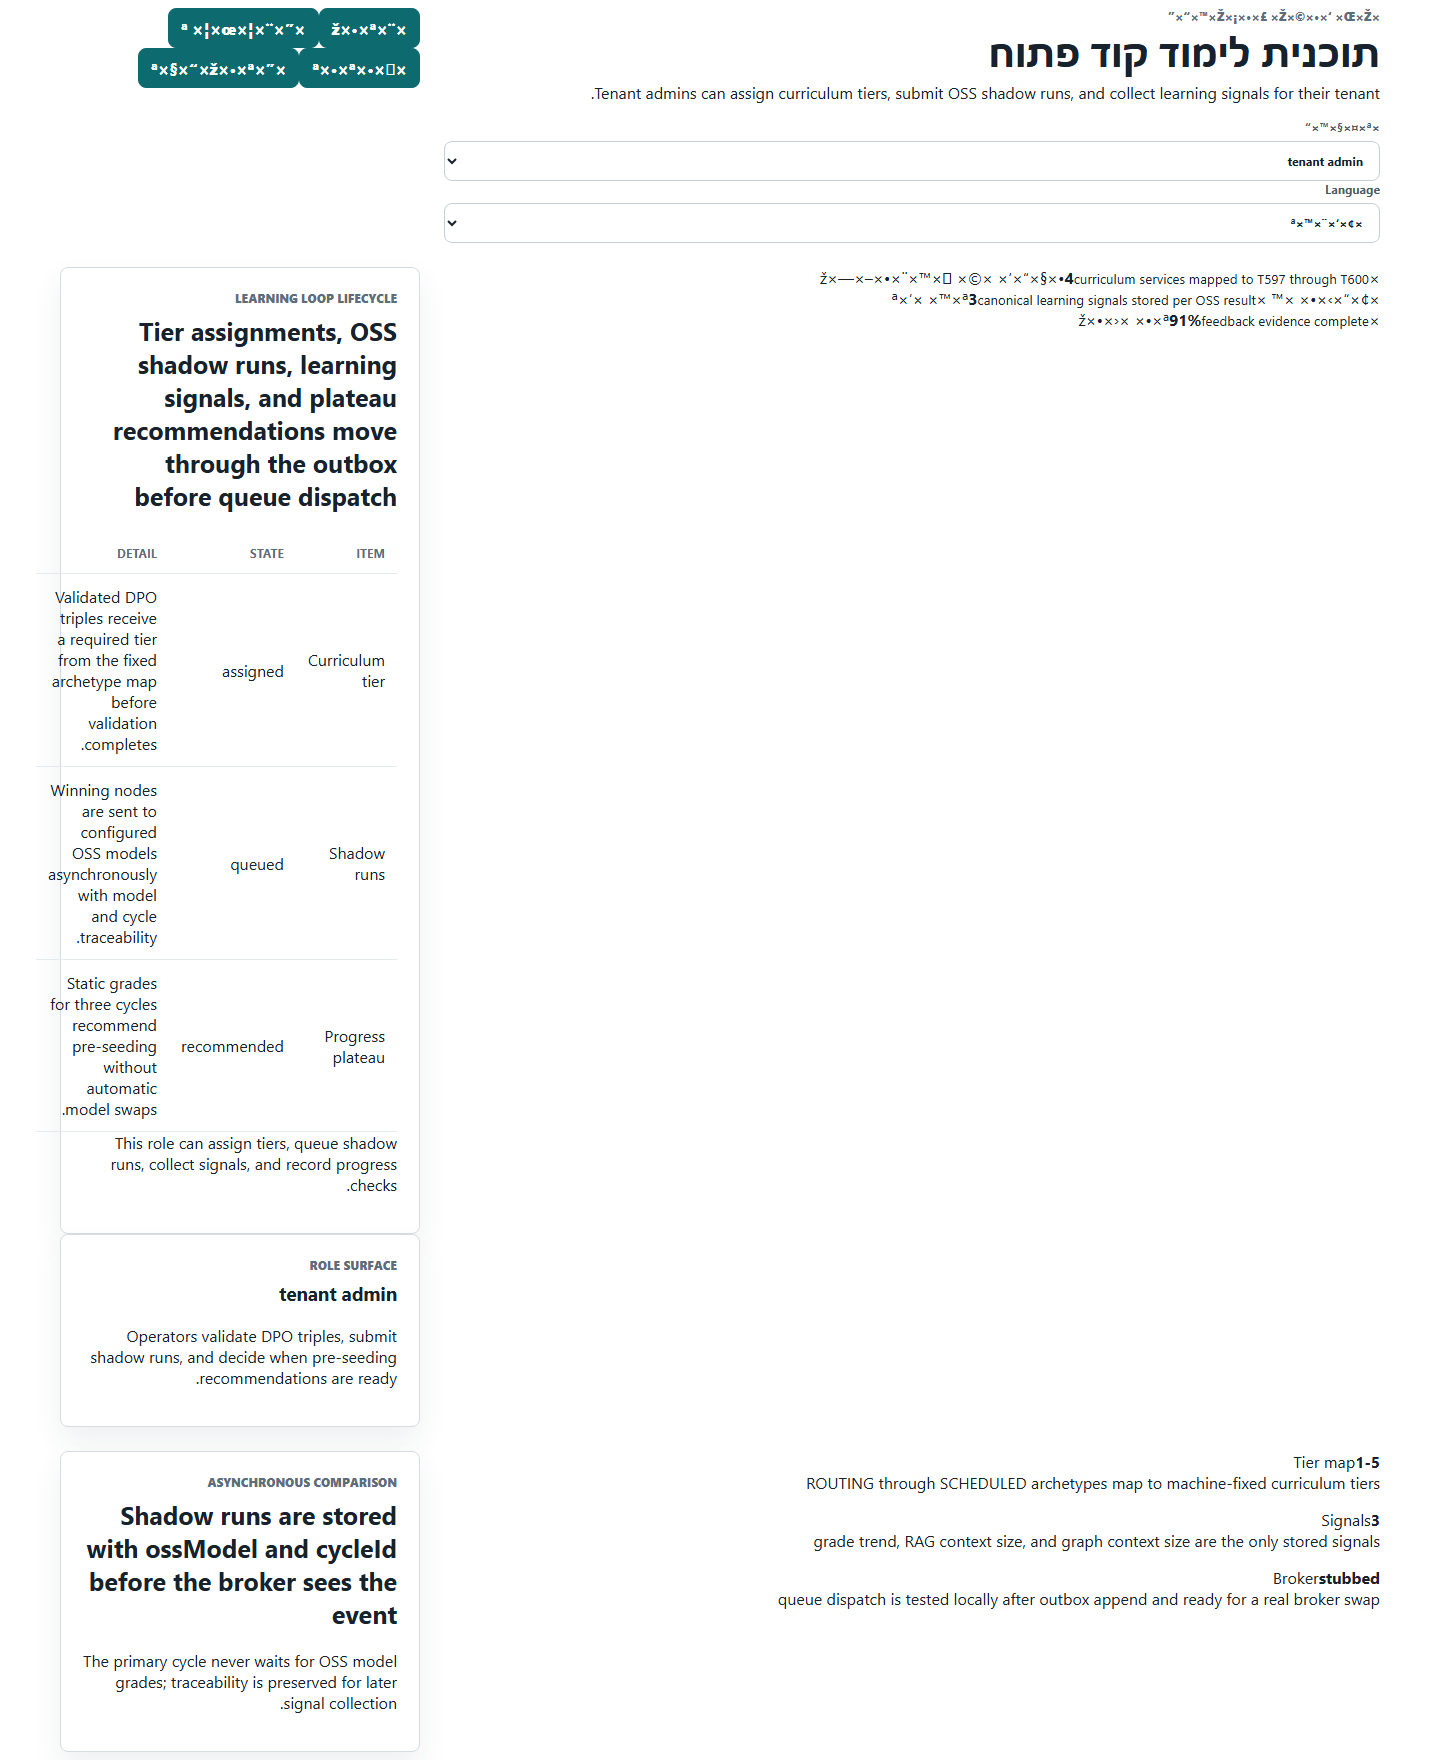 תוכנית לימוד קוד פתוח
Tenant admins can assign curriculum tiers, submit OSS shadow runs, and collect learning signals for their tenant.
tenant admin
Language
4 curriculum services mapped to T597 through T600
3 canonical learning signals stored per OSS result
91% feedback evidence complete
LEARNING LOOP LIFECYCLE
Tier assignments, OSS
shadow runs, learning
signals, and plateau
recommendations move
through the outbox
before queue dispatch
ITEM STATE DETAIL
Curriculum
tier
assigned
Validated DPO
triples receive
a required tier
from the fixed
archetype map
before
validation
completes.
Shadow
runs
queued
Winning nodes
are sent to
configured
OSS models
asynchronously
with model
and cycle
traceability.
Progress
plateau
recommended
Static grades
for three cycles
recommend
pre-seeding
without
automatic
model swaps.
This role can assign tiers, queue shadow
runs, collect signals, and record progress
checks.
ROLE SURFACE
tenant admin
Operators validate DPO triples, submit
shadow runs, and decide when pre-seeding
recommendations are ready.
Tier map1-5
ROUTING through SCHEDULED archetypes map to machine-fixed curriculum tiers
Signals3
grade trend, RAG context size, and graph context size are the only stored signals
Brokerstubbed
queue dispatch is tested locally after outbox append and ready for a real broker swap
ASYNCHRONOUS COMPARISON
Shadow runs are stored
with ossModel and cycleId
before the broker sees the
event
The primary cycle never waits for OSS model
grades; traceability is preserved for later
signal collection.